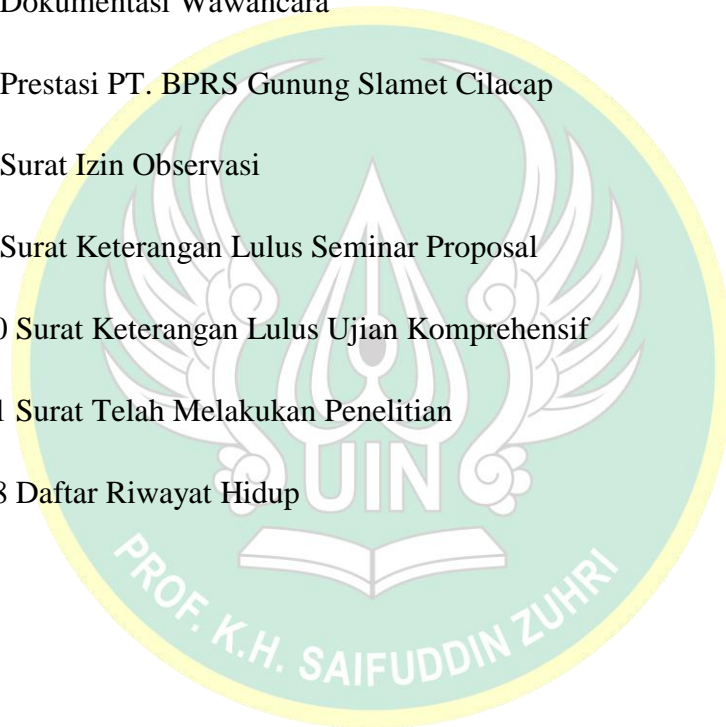 Dokumentasi Wawancara
Prestasi PT. BPRS Gunung Slamet Cilacap
Surat Izin Observasi
Surat Keterangan Lulus Seminar Proposal
0 Surat Keterangan Lulus Ujian Komprehensif
1 Surat Telah Melakukan Penelitian
8 Daftar Riwayat Hidup
UIN
PROF. K.H. SAIFUDDIN ZUHRI